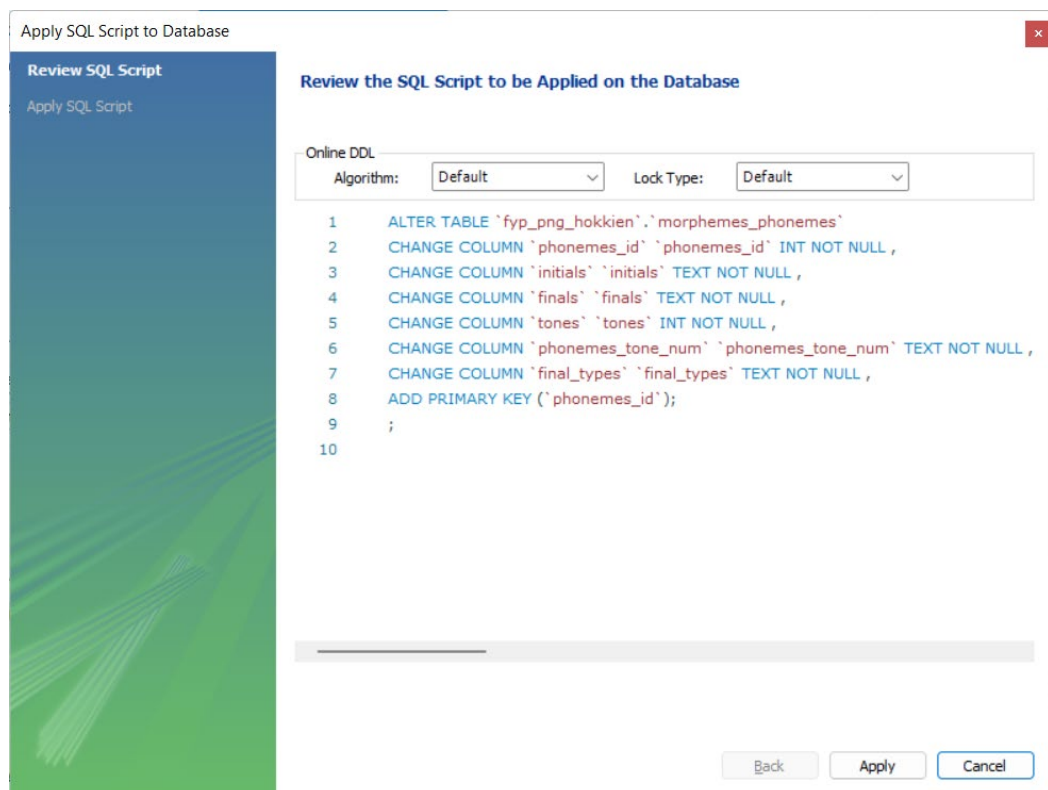 Apply SQL Script to Database
Review SQL Script
Apply SQL Script
Review the SQL Script to be Applied on the Database
Online DDL
Algorithm: Default Lock Type: Default
1 ALTER TABLE `fyp_png_hokkien`.`morphemes_phonemes`
2 CHANGE COLUMN `phonemes_id` `phonemes_id` INT NOT NULL ,
3 CHANGE COLUMN `initials` `initials` TEXT NOT NULL ,
4 CHANGE COLUMN `finals` `finals` TEXT NOT NULL ,
5 CHANGE COLUMN `tones` `tones` INT NOT NULL ,
6 CHANGE COLUMN `phonemes_tone_num` `phonemes_tone_num` TEXT NOT NULL ,
7 CHANGE COLUMN `final_types` `final_types` TEXT NOT NULL ,
8 ADD PRIMARY KEY (`phonemes_id`);
9 ;
10
Back Apply Cancel